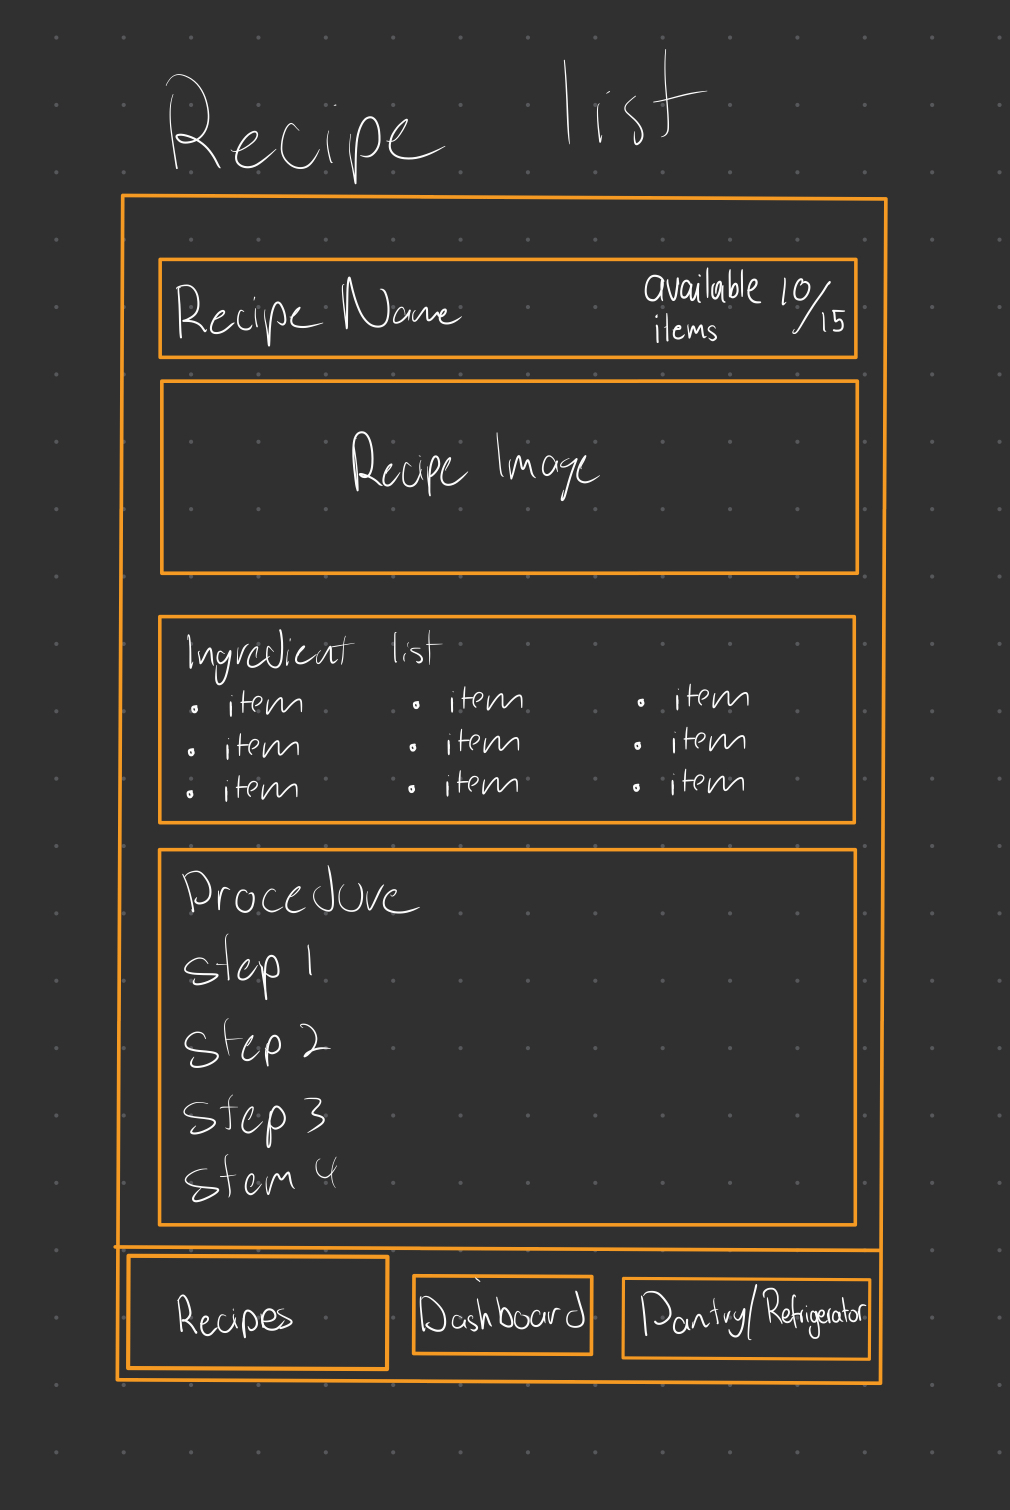 Recipe list
Recipe Name
available 10/15
items
Recipe Image
Ingredient list
• item • item • item
• item • item • item
• item • item • item
Procedure
Step 1
Step 2
Step 3
Stem 4
Recipes
Dashboard
Pantry/Refrigerator